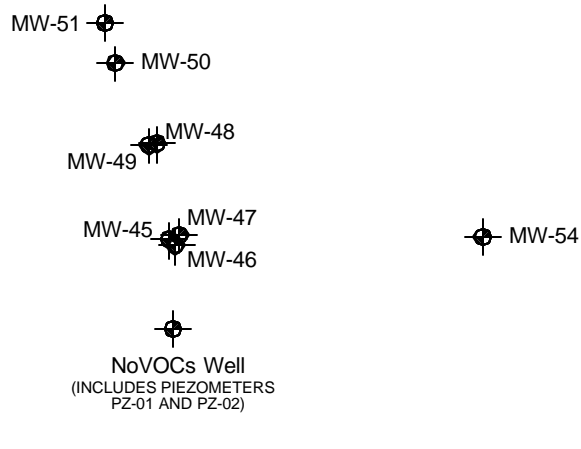 MW-51
MW-50
MW-48
MW-49
MW-47
MW-45
MW-54
MW-46
NoVOCs Well
(INCLUDES PIEZOMETERS
PZ-01 AND PZ-02)